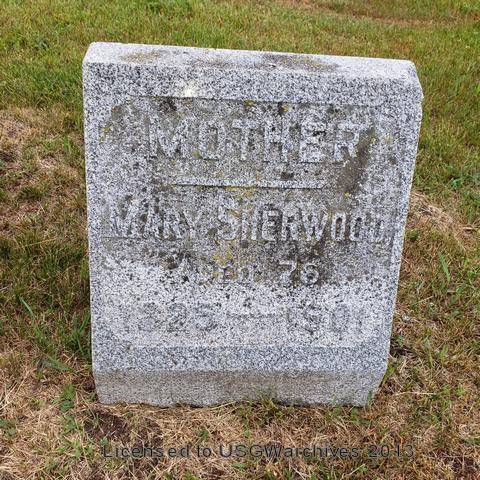 MOTHER
MARY SHERWOOD
AGED 76
1825 — 1901
Licensed to USGWarchives 2013